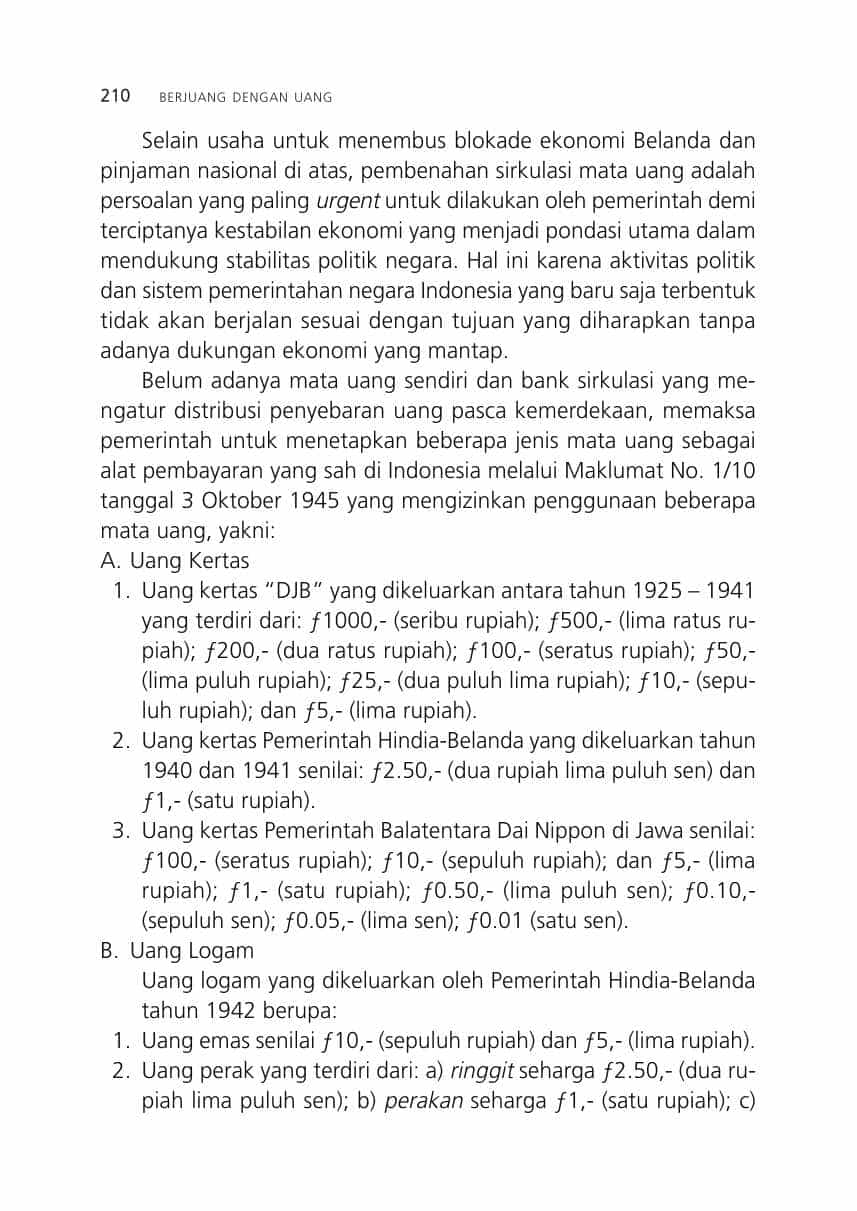 210 BERJUANG DENGAN UANG
Selain usaha untuk menembus blokade ekonomi Belanda dan
pinjaman nasional di atas, pembenahan sirkulasi mata uang adalah
persoalan yang paling urgent untuk dilakukan oleh pemerintah demi
terciptanya kestabilan ekonomi yang menjadi pondasi utama dalam
mendukung stabilitas politik negara. Hal ini karena aktivitas politik
dan sistem pemerintahan negara Indonesia yang baru saja terbentuk
tidak akan berjalan sesuai dengan tujuan yang diharapkan tanpa
adanya dukungan ekonomi yang mantap.
Belum adanya mata uang sendiri dan bank sirkulasi yang me-
ngatur distribusi penyebaran uang pasca kemerdekaan, memaksa
pemerintah untuk menetapkan beberapa jenis mata uang sebagai
alat pembayaran yang sah di Indonesia melalui Maklumat No. 1/10
tanggal 3 Oktober 1945 yang mengizinkan penggunaan beberapa
mata uang, yakni:
A. Uang Kertas
1. Uang kertas “DJB” yang dikeluarkan antara tahun 1925 – 1941
yang terdiri dari: ƒ1000,- (seribu rupiah); ƒ500,- (lima ratus ru-
piah); ƒ200,- (dua ratus rupiah); ƒ100,- (seratus rupiah); ƒ50,-
(lima puluh rupiah); ƒ25,- (dua puluh lima rupiah); ƒ10,- (sepu-
luh rupiah); dan ƒ5,- (lima rupiah).
2. Uang kertas Pemerintah Hindia-Belanda yang dikeluarkan tahun
1940 dan 1941 senilai: ƒ2.50,- (dua rupiah lima puluh sen) dan
ƒ1,- (satu rupiah).
3. Uang kertas Pemerintah Balatentara Dai Nippon di Jawa senilai:
ƒ100,- (seratus rupiah); ƒ10,- (sepuluh rupiah); dan ƒ5,- (lima
rupiah); ƒ1,- (satu rupiah); ƒ0.50,- (lima puluh sen); ƒ0.10,-
(sepuluh sen); ƒ0.05,- (lima sen); ƒ0.01 (satu sen).
B. Uang Logam
Uang logam yang dikeluarkan oleh Pemerintah Hindia-Belanda
tahun 1942 berupa:
1. Uang emas senilai ƒ10,- (sepuluh rupiah) dan ƒ5,- (lima rupiah).
2. Uang perak yang terdiri dari: a) ringgit seharga ƒ2.50,- (dua ru-
piah lima puluh sen); b) perakan seharga ƒ1,- (satu rupiah); c)